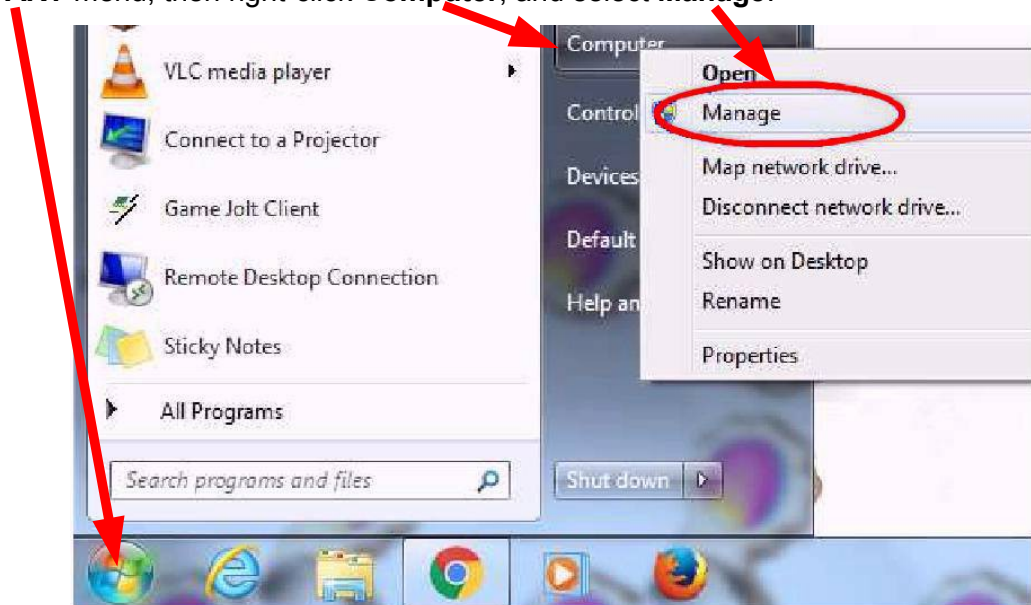 menu, then right-click Computer, and select Manage.
Computer
VLC media player
Open
Control
Manage
Connect to a Projector
Devices
Map network drive...
Game Jolt Client
Disconnect network drive...
Default
Show on Desktop
Remote Desktop Connection
Help an
Rename
Sticky Notes
Properties
All Programs
Search programs and files
Shut down